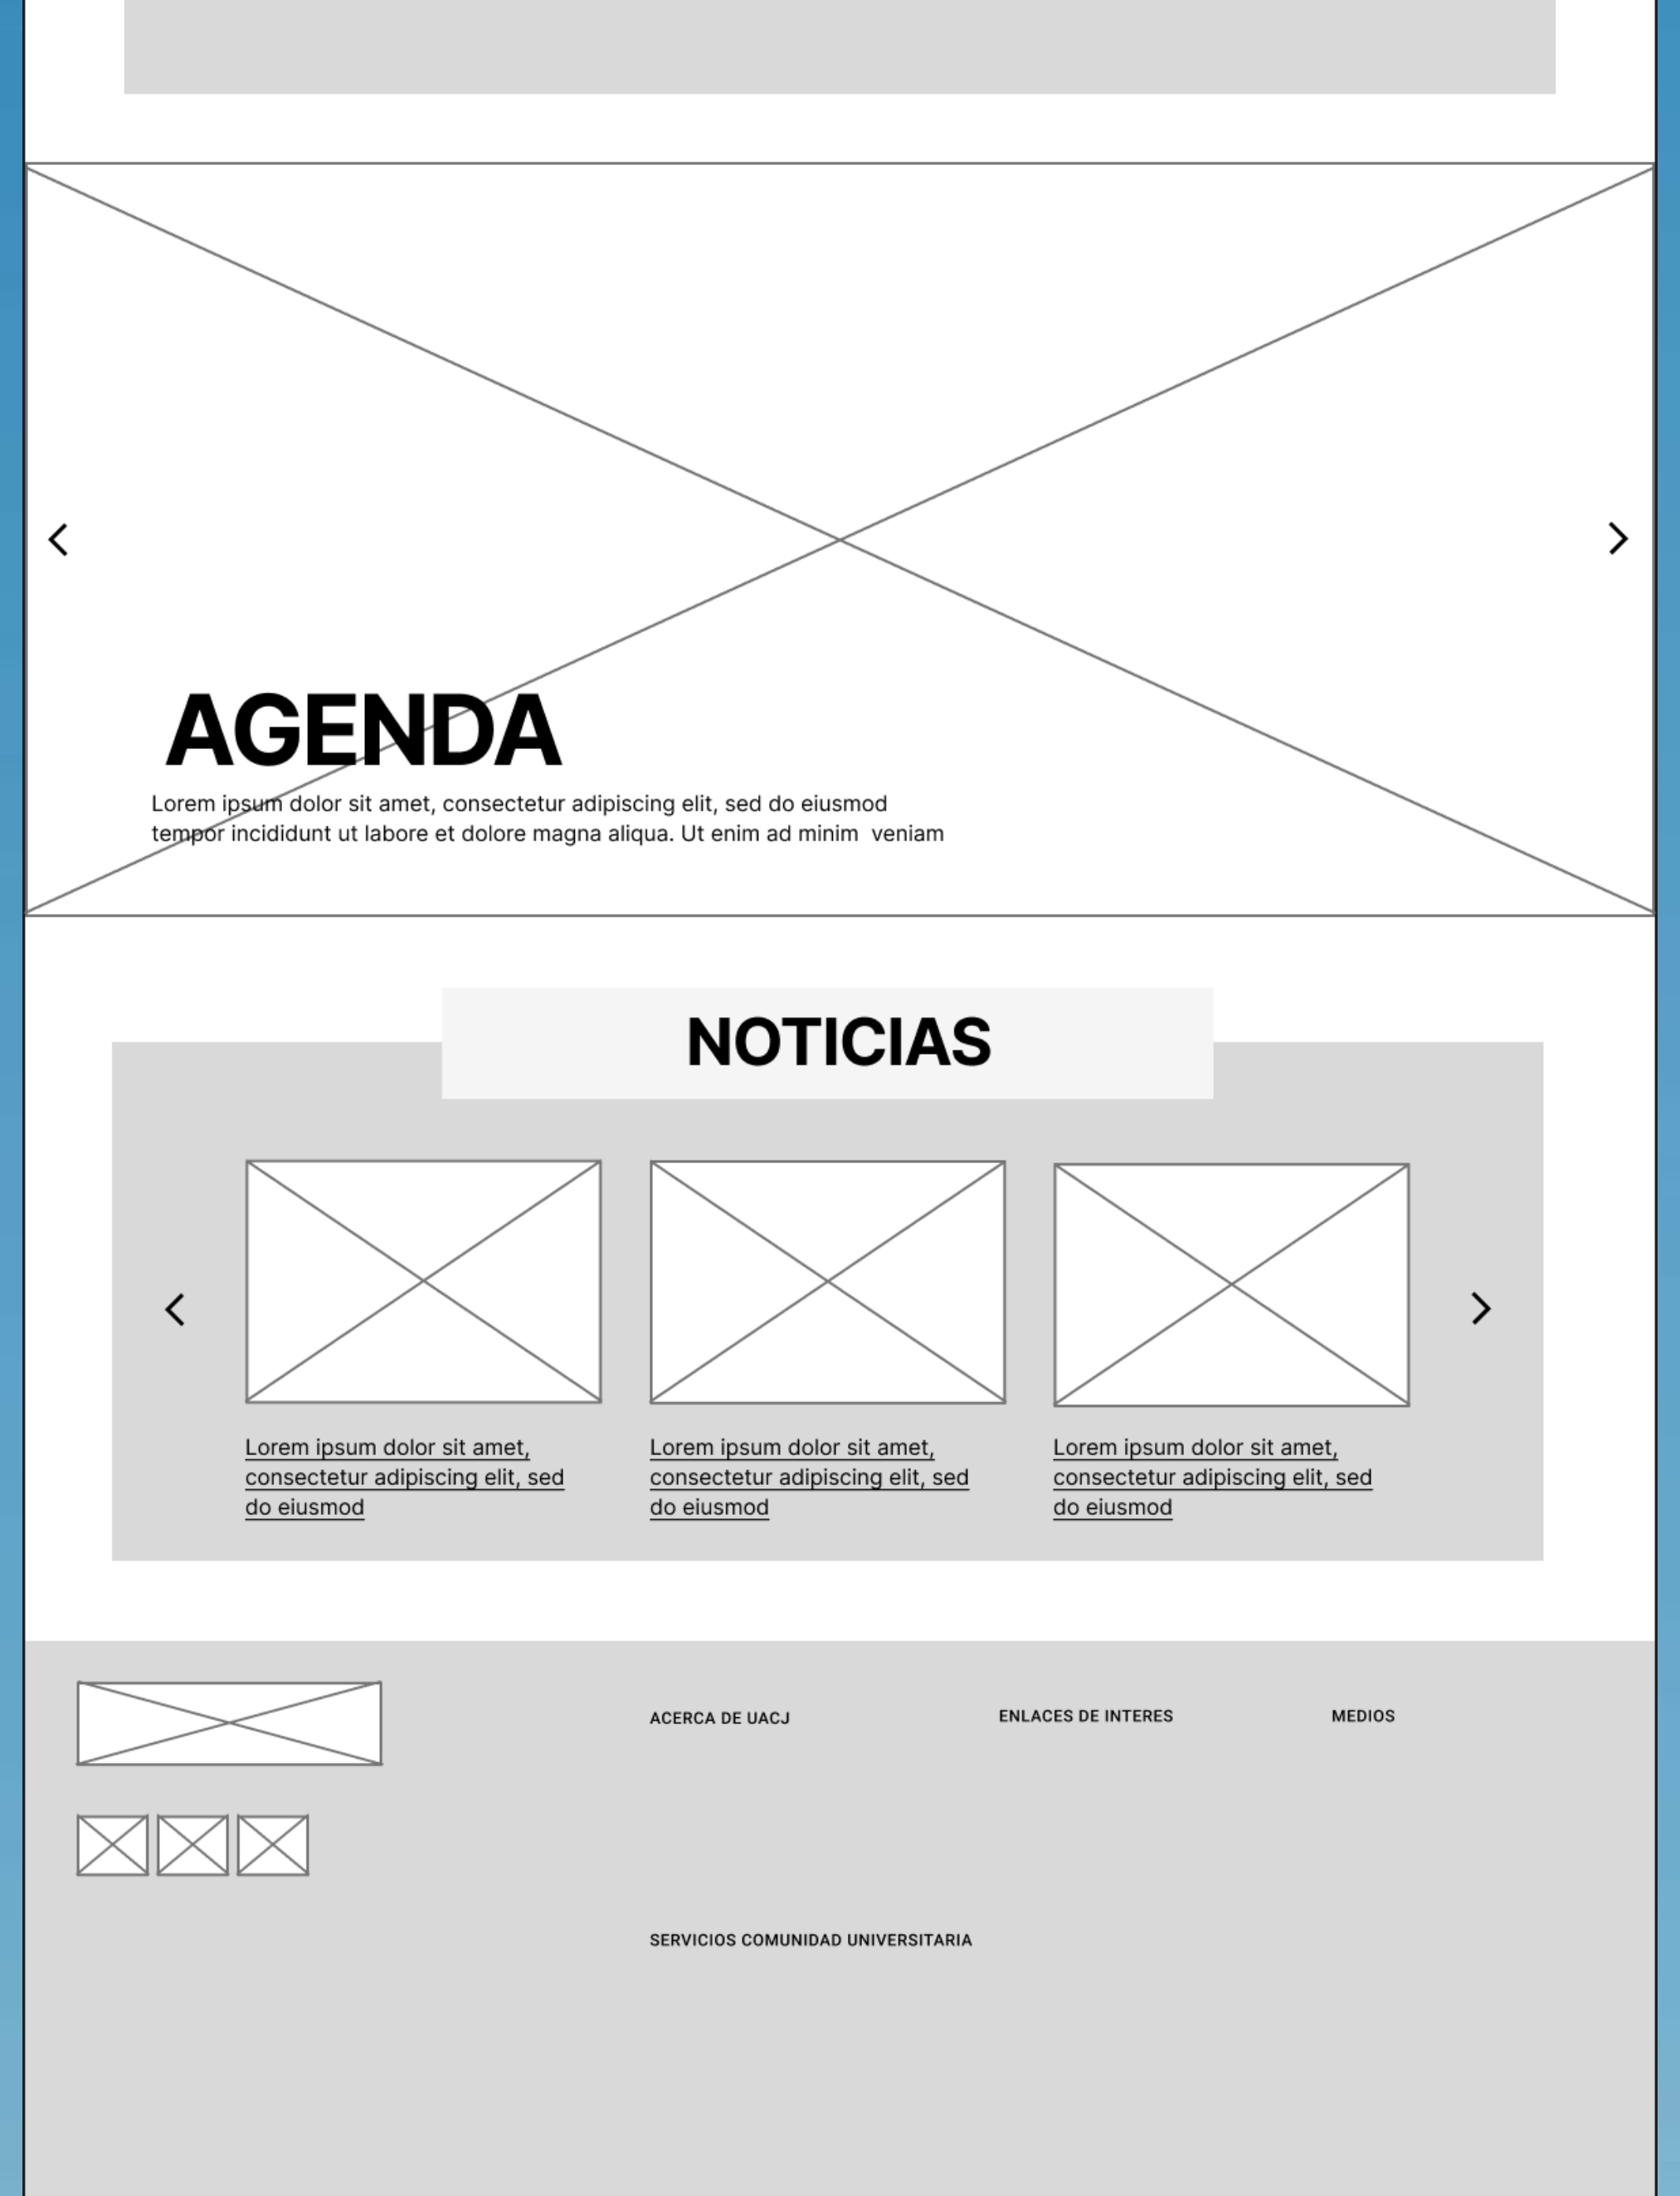 AGENDA
Lorem ipsum dolor sit amet, consectetur adipiscing elit, sed do eiusmod
tempor incididunt ut labore et dolore magna aliqua. Ut enim ad minim  veniam
NOTICIAS
Lorem ipsum dolor sit amet,
consectetur adipiscing elit, sed
do eiusmod
Lorem ipsum dolor sit amet,
consectetur adipiscing elit, sed
do eiusmod
Lorem ipsum dolor sit amet,
consectetur adipiscing elit, sed
do eiusmod
ACERCA DE UACJ
ENLACES DE INTERES
MEDIOS
SERVICIOS COMUNIDAD UNIVERSITARIA